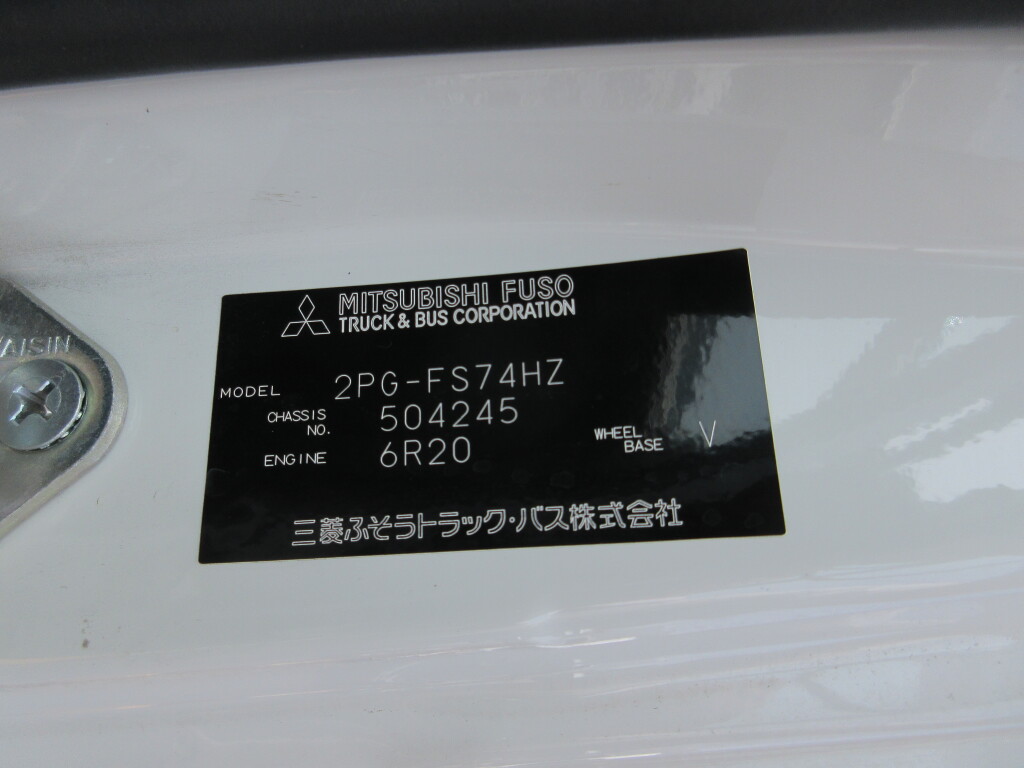 AISIN
MITSUBISHI FUSO
TRUCK & BUS CORPORATION
MODEL 2PG-FS74HZ
CHASSIS NO. 504245
ENGINE 6R20
WHEEL BASE V
三菱ふそうトラック・バス株式会社